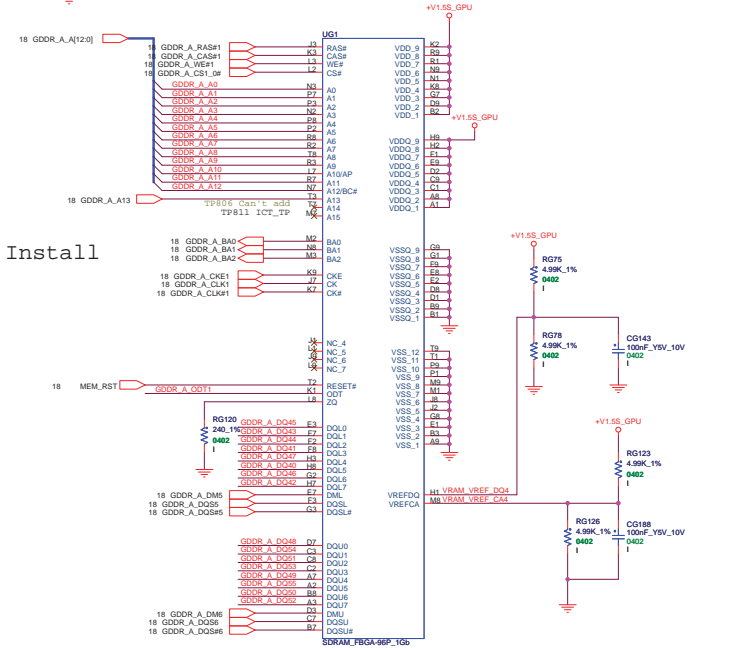 +V1.5S_GPU
18 GDDR_A_A[12:0]
UG1
18 GDDR_A_RAS#1 J3 RAS# VDD_9 K2
18 GDDR_A_CAS#1 K3 CAS# VDD_8 R9
18 GDDR_A_WE#1 L3 WE# VDD_7 R1
18 GDDR_A_CS1_0# L2 CS# VDD_6 N9
VDD_5 N1
GDDR_A_A0 N3 A0 VDD_4 K8
GDDR_A_A1 P7 A1 VDD_3 G7
GDDR_A_A2 P3 A2 VDD_2 D9
GDDR_A_A3 N2 A3 VDD_1 B2
GDDR_A_A4 P8 A4 +V1.5S_GPU
GDDR_A_A5 P2 A5
GDDR_A_A6 R8 A6 VDDQ_9 H9
GDDR_A_A7 R2 A7 VDDQ_8 H2
GDDR_A_A8 T8 A8 VDDQ_7 F1
GDDR_A_A9 R3 A9 VDDQ_6 E9
GDDR_A_A10 L7 A10/AP VDDQ_5 D2
GDDR_A_A11 R7 A11 VDDQ_4 C9
GDDR_A_A12 N7 A12/BC# VDDQ_3 C1
18 GDDR_A_A13 T3 A13 VDDQ_2 A8
TP806 Can't add A14 VDDQ_1 A1
TP811 ICT_TP A15
+V1.5S_GPU
Install
18 GDDR_A_BA0 M2 BA0 VSSQ_9 G9
18 GDDR_A_BA1 N8 BA1 VSSQ_8 G1
18 GDDR_A_BA2 M3 BA2 VSSQ_7 F9
VSSQ_6 E8
18 GDDR_A_CKE1 K9 CKE VSSQ_5 E2
18 GDDR_A_CLK1 J7 CK VSSQ_4 D8
18 GDDR_A_CLK#1 K7 CK# VSSQ_3 D1
VSSQ_2 B9
VSSQ_1 B1
RG75
4.99K_1%
0402
I
NC_4 VSS_12 T9
NC_5 VSS_11 T1
NC_6 VSS_10 P9
NC_7 VSS_9 P1
18 MEM_RST T2 RESET# VSS_8 M9
GDDR_A_ODT1 K1 ODT VSS_7 M1
L8 ZQ VSS_6 J8
VSS_5 J2
VSS_4 G8
VSS_3 E1
VSS_2 B3
VSS_1 A9
RG78
4.99K_1%
0402
I
CG143
100nF_Y5V_10V
0402
I
RG120
240_1%
0402
I
GDDR_A_DQ45 E3 DQL0
GDDR_A_DQ43 F7 DQL1
GDDR_A_DQ44 F2 DQL2
GDDR_A_DQ41 F8 DQL3
GDDR_A_DQ47 H3 DQL4
GDDR_A_DQ40 H8 DQL5
GDDR_A_DQ46 G2 DQL6
GDDR_A_DQ42 H7 DQL7
18 GDDR_A_DM5 E7 DML VREFDQ H1 VRAM_VREF_DQ4
18 GDDR_A_DQS5 F3 DQSL VREFCA M8 VRAM_VREF_CA4
18 GDDR_A_DQS#5 G3 DQSL#
+V1.5S_GPU
RG123
4.99K_1%
0402
I
RG126
4.99K_1%
0402
I
CG188
100nF_Y5V_10V
0402
I
GDDR_A_DQ48 D7 DQU0
GDDR_A_DQ54 C3 DQU1
GDDR_A_DQ51 C8 DQU2
GDDR_A_DQ53 C2 DQU3
GDDR_A_DQ49 A7 DQU4
GDDR_A_DQ55 A2 DQU5
GDDR_A_DQ50 B8 DQU6
GDDR_A_DQ52 A3 DQU7
18 GDDR_A_DM6 D3 DMU
18 GDDR_A_DQS6 C7 DQSU
18 GDDR_A_DQS#6 B7 DQSU#
SDRAM_FBGA-96P_1Gb